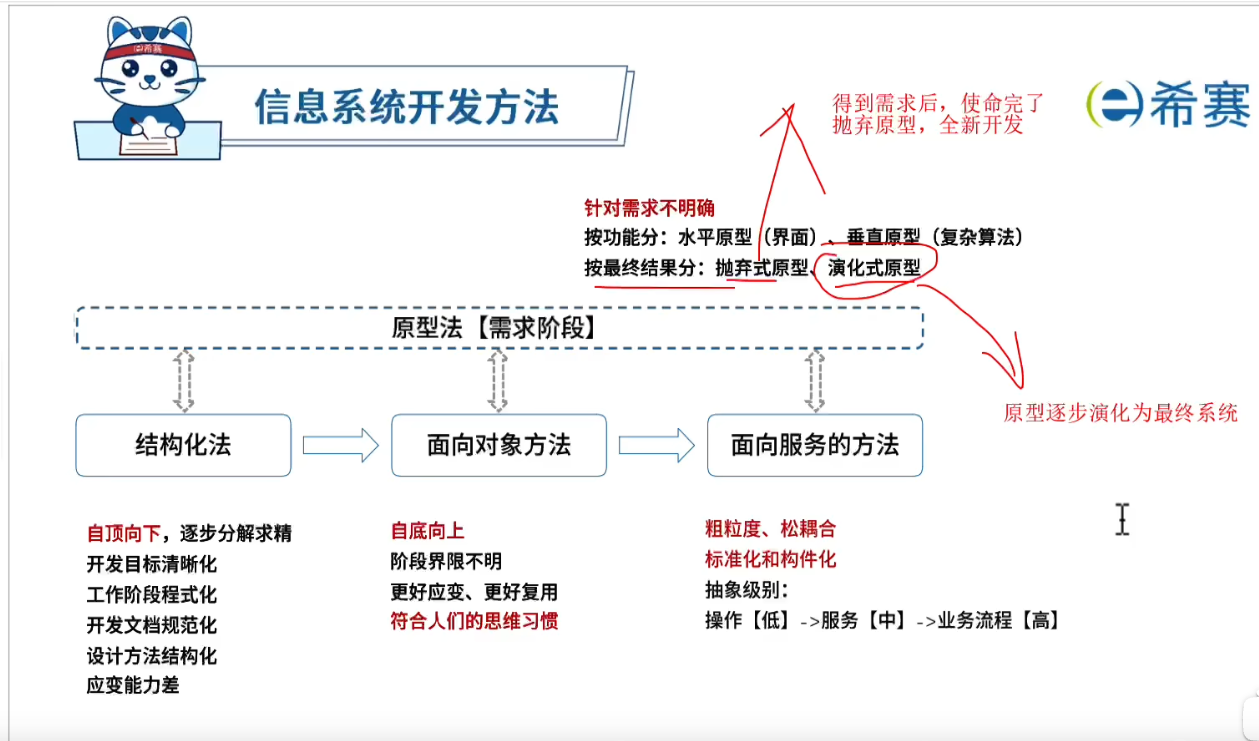 希赛
信息系统开发方法
希赛
得到需求后，使命完了
抛弃原型，全新开发
针对需求不明确
按功能分：水平原型（界面）、垂直原型（复杂算法）
按最终结果分：抛弃式原型、演化式原型
原型法【需求阶段】
原型逐步演化为最终系统
结构化法
面向对象方法
面向服务的方法
自顶向下，逐步分解求精
开发目标清晰化
工作阶段程式化
开发文档规范化
设计方法结构化
应变能力差
自底向上
阶段界限不明
更好应变、更好复用
符合人们的思维习惯
粗粒度、松耦合
标准化和构件化
抽象级别：
操作【低】->服务【中】->业务流程【高】